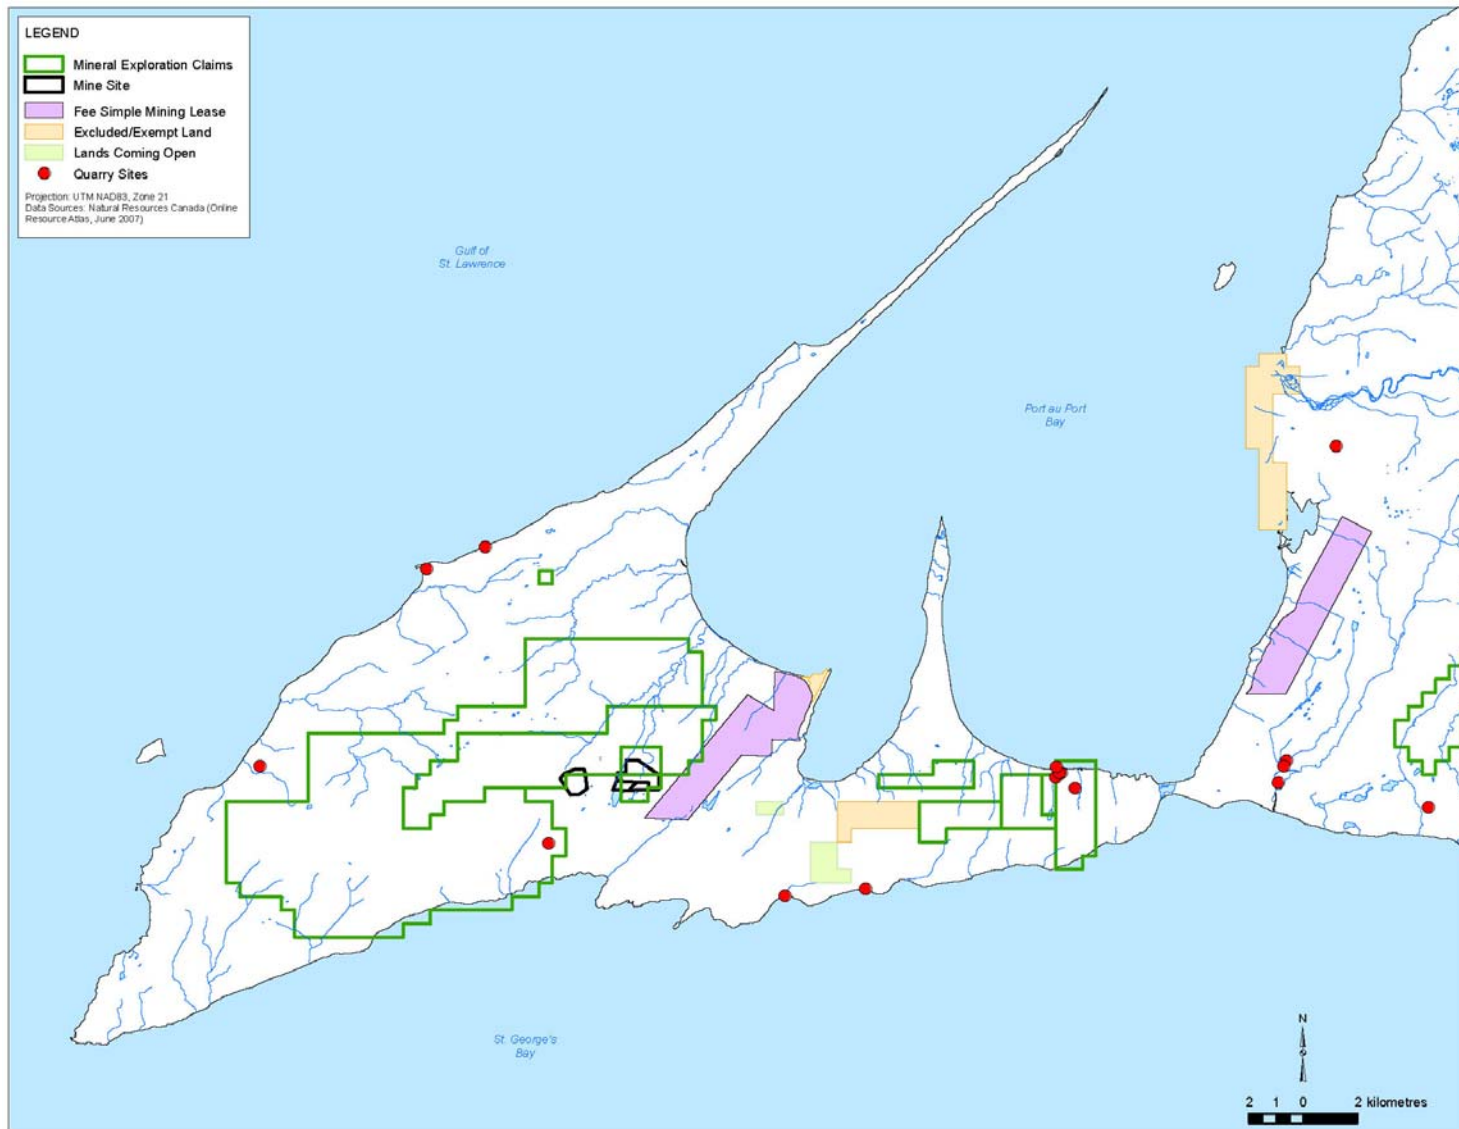 LEGEND
Mineral Exploration Claims
Mine Site
Fee Simple Mining Lease
Excluded/Exempt Land
Lands Coming Open
Quarry Sites
Projection: UTM NAD83, Zone 21
Data Sources: Natural Resources Canada (Online
Resource Atlas, June 2007)
Gulf of
St. Lawrence
Port au Port
Bay
St. George's
Bay
N
2 1 0 2 kilometres